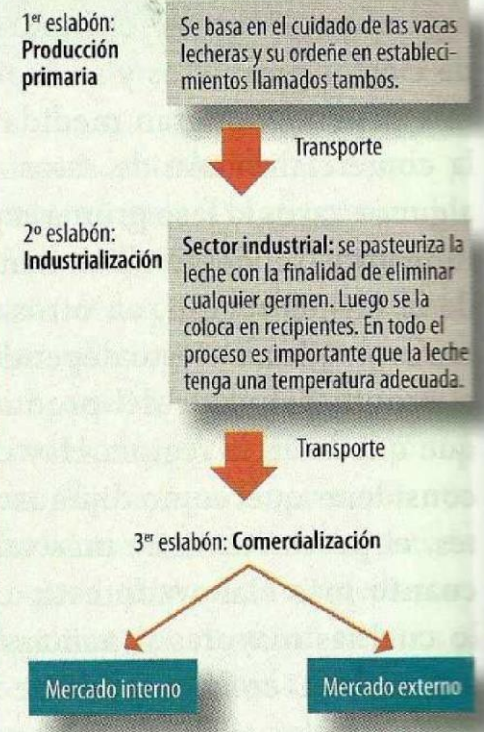 1er eslabón:
Producción
primaria
Se basa en el cuidado de las vacas
lecheras y su ordeñe en estableci-
mientos llamados tambos.
Transporte
2º eslabón:
Industrialización
Sector industrial: se pasteuriza la
leche con la finalidad de eliminar
cualquier germen. Luego se la
coloca en recipientes. En todo el
proceso es importante que la leche
tenga una temperatura adecuada.
Transporte
3er eslabón: Comercialización
Mercado interno
Mercado externo